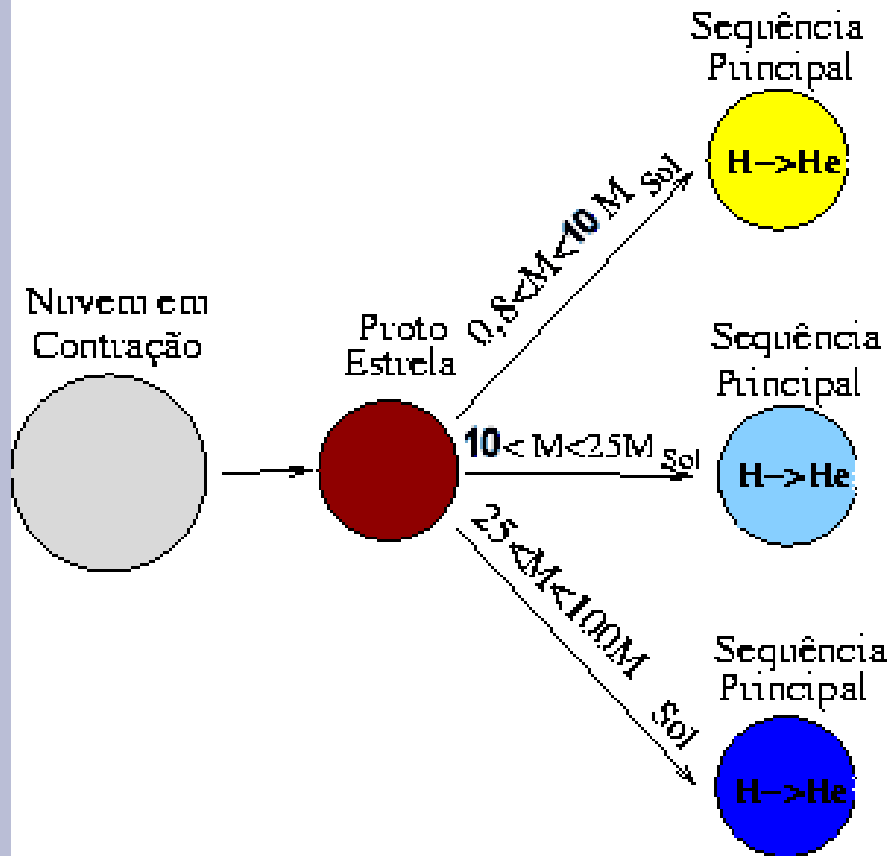 Nuvem em
Contração
Proto
Estrela
0,8<M<10 M Sol
10< M<25M Sol
25<M<100M Sol
Sequência
Principal
H->He
Sequência
Principal
H->He
Sequência
Principal
H->He